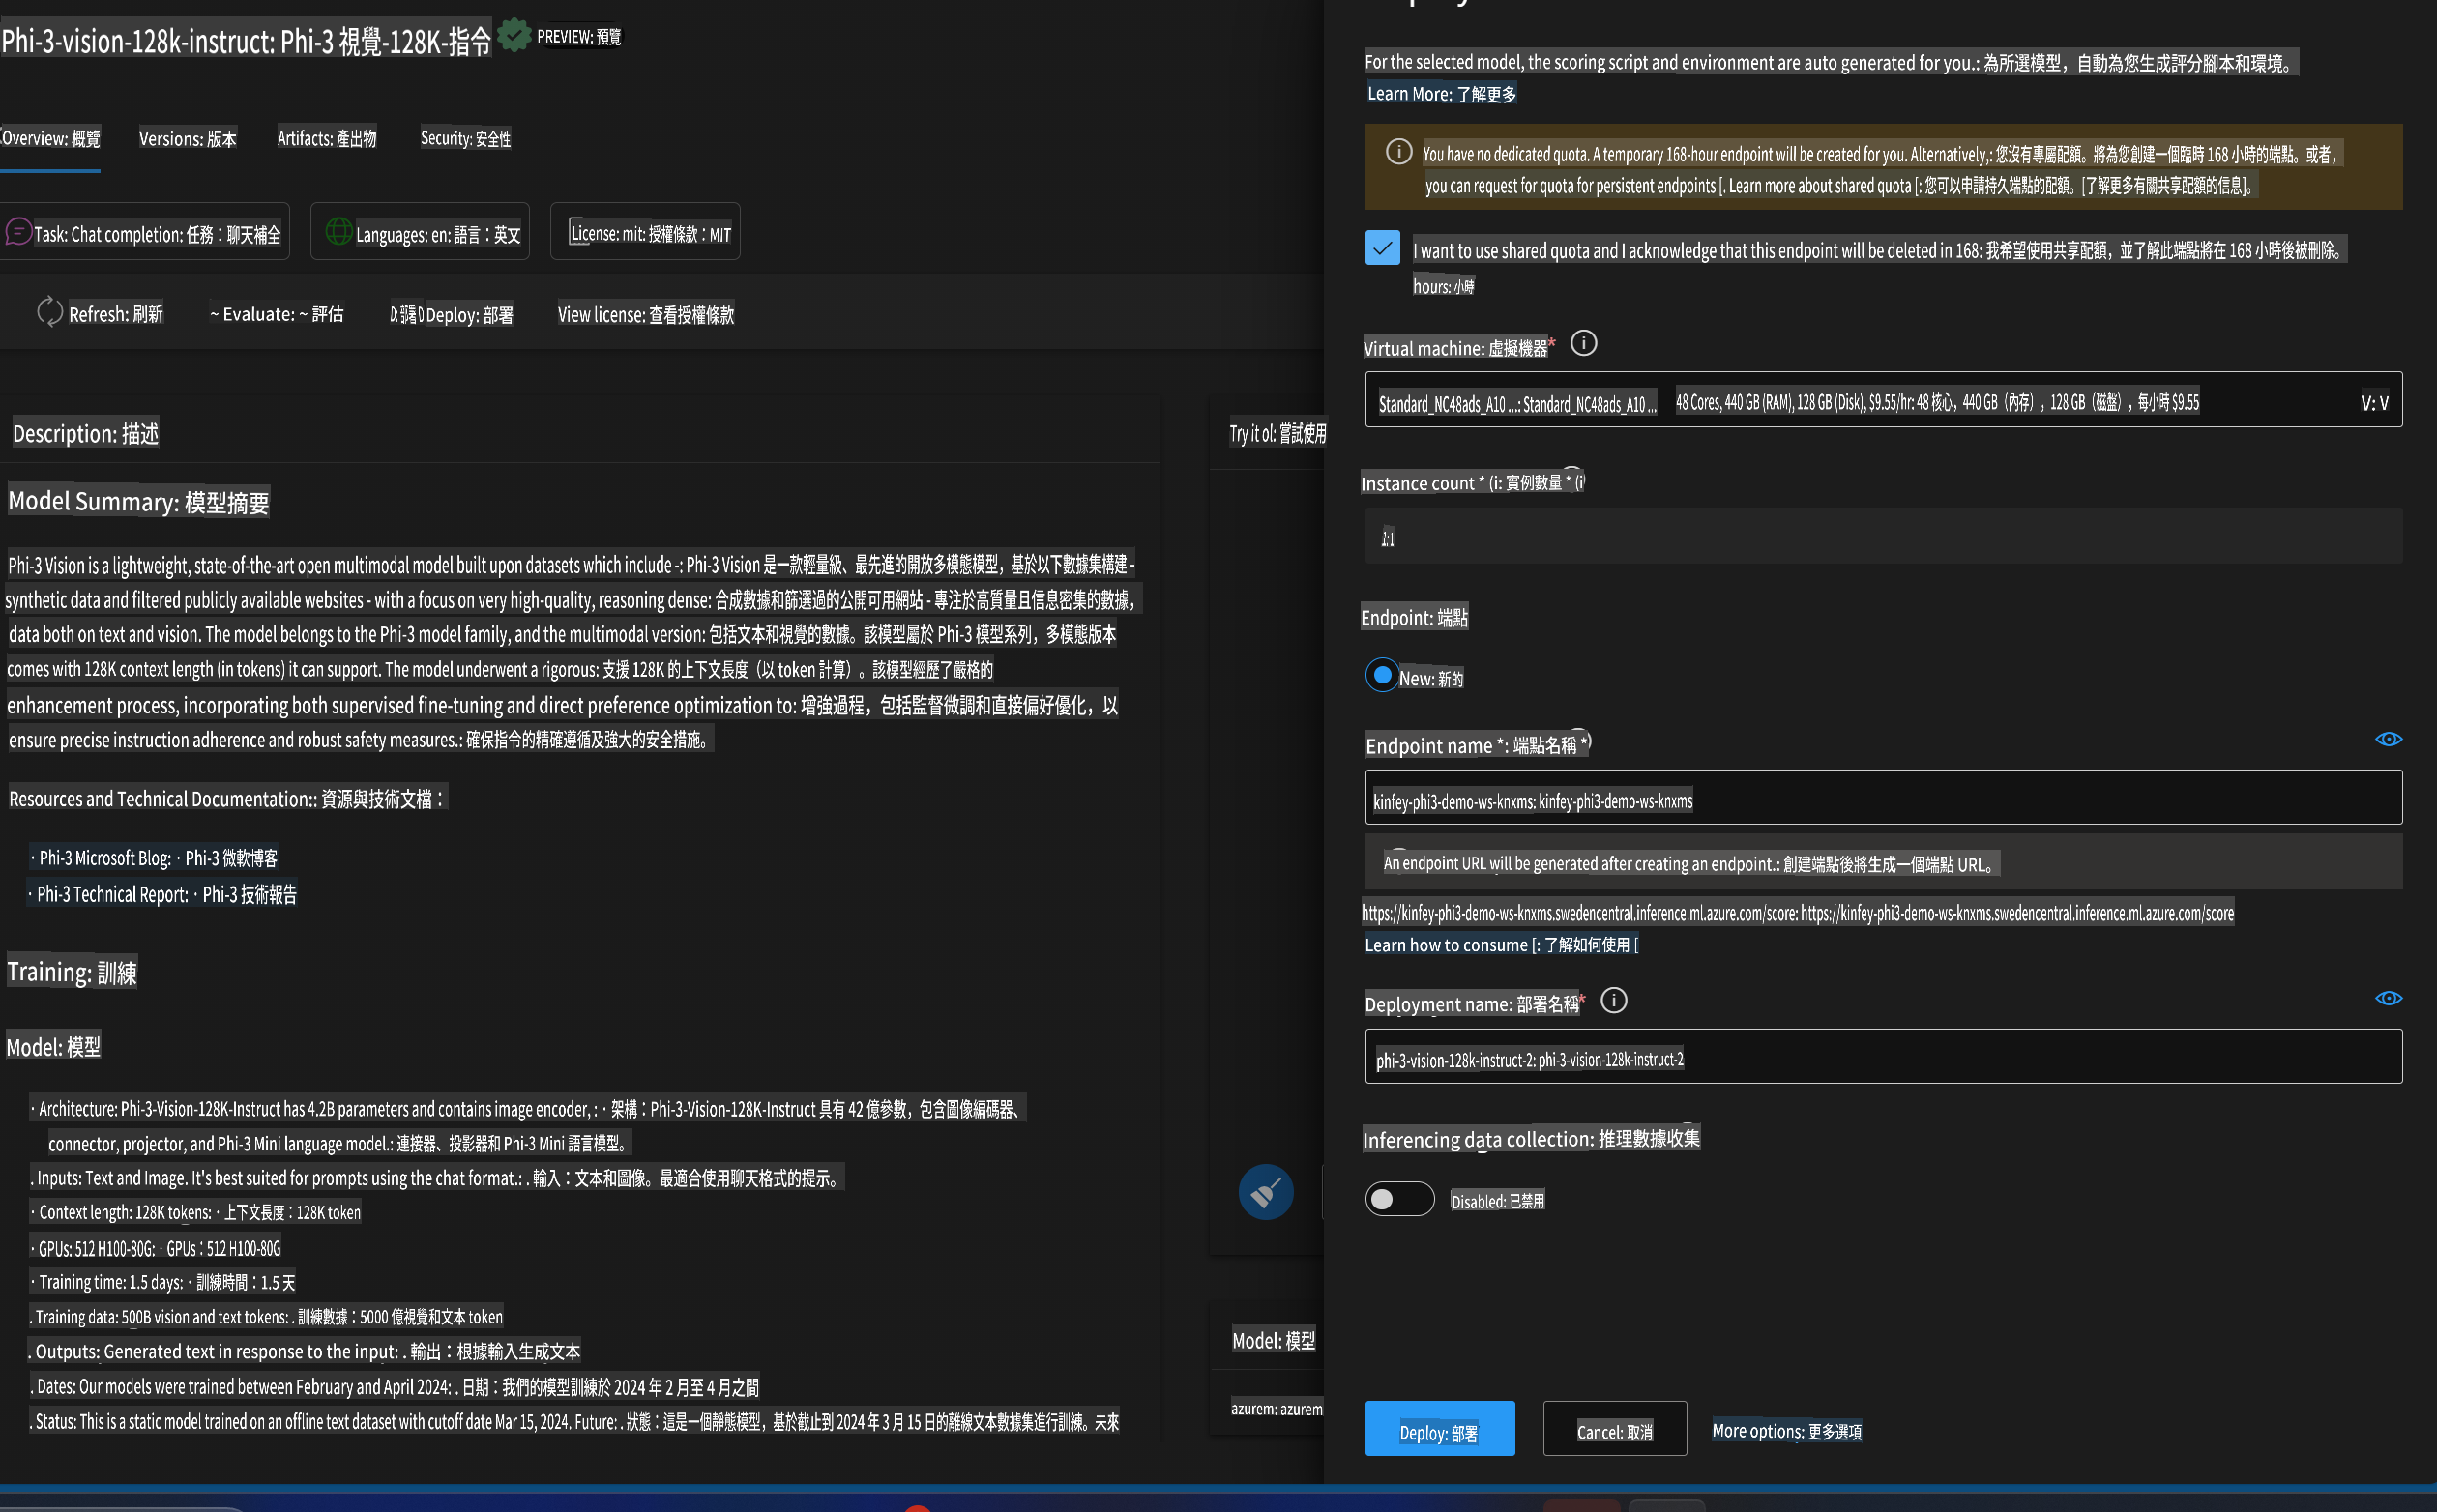 Phi-3-vision-128k-instruct: Phi-3 視覺-128K-指令 PREVIEW: 預覽
Overview: 概覽 Versions: 版本 Artifacts: 產出物 Security: 安全性
Task: Chat completion: 任務：聊天補全 Languages: en: 語言：英文 License: mit: 授權條款：MIT
Refresh: 刷新 ~ Evaluate: ~ 評估 Deploy: 部署 View license: 查看授權條款
Description: 描述
Model Summary: 模型摘要
Phi-3 Vision is a lightweight, state-of-the-art open multimodal model built upon datasets which include -: Phi-3 Vision 是一款輕量級、最先進的開放多模態模型，基於以下數據集構建 -
synthetic data and filtered publicly available websites - with a focus on very high-quality, reasoning dense: 合成數據和篩選過的公開可用網站 - 專注於高質量且信息密集的數據，
data both on text and vision. The model belongs to the Phi-3 model family, and the multimodal version: 包括文本和視覺的數據。該模型屬於 Phi-3 模型系列，多模態版本
comes with 128K context length (in tokens) it can support. The model underwent a rigorous: 支援 128K 的上下文長度（以 token 計算）。該模型經歷了嚴格的
enhancement process, incorporating both supervised fine-tuning and direct preference optimization to: 增強過程，包括監督微調和直接偏好優化，以
ensure precise instruction adherence and robust safety measures.: 確保指令的精確遵循及強大的安全措施。
Resources and Technical Documentation:: 資源與技術文檔：
· Phi-3 Microsoft Blog: · Phi-3 微軟博客
· Phi-3 Technical Report: · Phi-3 技術報告
Training: 訓練
Model: 模型
· Architecture: Phi-3-Vision-128K-Instruct has 4.2B parameters and contains image encoder, : · 架構：Phi-3-Vision-128K-Instruct 具有 42 億參數，包含圖像編碼器、
connector, projector, and Phi-3 Mini language model.: 連接器、投影器和 Phi-3 Mini 語言模型。
. Inputs: Text and Image. It's best suited for prompts using the chat format.: . 輸入：文本和圖像。最適合使用聊天格式的提示。
· Context length: 128K tokens: · 上下文長度：128K token
· GPUs: 512 H100-80G: · GPUs：512 H100-80G
· Training time: 1.5 days: · 訓練時間：1.5 天
. Training data: 500B vision and text tokens: . 訓練數據：5000 億視覺和文本 token
. Outputs: Generated text in response to the input: . 輸出：根據輸入生成文本
. Dates: Our models were trained between February and April 2024: . 日期：我們的模型訓練於 2024 年 2 月至 4 月之間
. Status: This is a static model trained on an offline text dataset with cutoff date Mar 15, 2024. Future: . 狀態：這是一個靜態模型，基於截止到 2024 年 3 月 15 日的離線文本數據集進行訓練。未來
Try it ol: 嘗試使用
Model: 模型
azurem: azurem
For the selected model, the scoring script and environment are auto generated for you.: 為所選模型，自動為您生成評分腳本和環境。
Learn More: 了解更多
You have no dedicated quota. A temporary 168-hour endpoint will be created for you. Alternatively,: 您沒有專屬配額。將為您創建一個臨時 168 小時的端點。或者，
you can request for quota for persistent endpoints [. Learn more about shared quota [: 您可以申請持久端點的配額。[了解更多有關共享配額的信息]。
I want to use shared quota and I acknowledge that this endpoint will be deleted in 168: 我希望使用共享配額，並了解此端點將在 168 小時後被刪除。
hours: 小時
Virtual machine: 虛擬機器*
Standard_NC48ads_A10 ...: Standard_NC48ads_A10 ... 48 Cores, 440 GB (RAM), 128 GB (Disk), $9.55/hr: 48 核心，440 GB（內存），128 GB（磁盤），每小時 $9.55 V: V
Instance count * (i: 實例數量 * (i
Endpoint: 端點
New: 新的
Endpoint name *: 端點名稱 *
kinfey-phi3-demo-ws-knxms: kinfey-phi3-demo-ws-knxms
An endpoint URL will be generated after creating an endpoint.: 創建端點後將生成一個端點 URL。
https://kinfey-phi3-demo-ws-knxms.swedencentral.inference.ml.azure.com/score: https://kinfey-phi3-demo-ws-knxms.swedencentral.inference.ml.azure.com/score
Learn how to consume [: 了解如何使用 [
Deployment name: 部署名稱*
phi-3-vision-128k-instruct-2: phi-3-vision-128k-instruct-2
Inferencing data collection: 推理數據收集
Disabled: 已禁用
Deploy: 部署 Cancel: 取消 More options: 更多選項